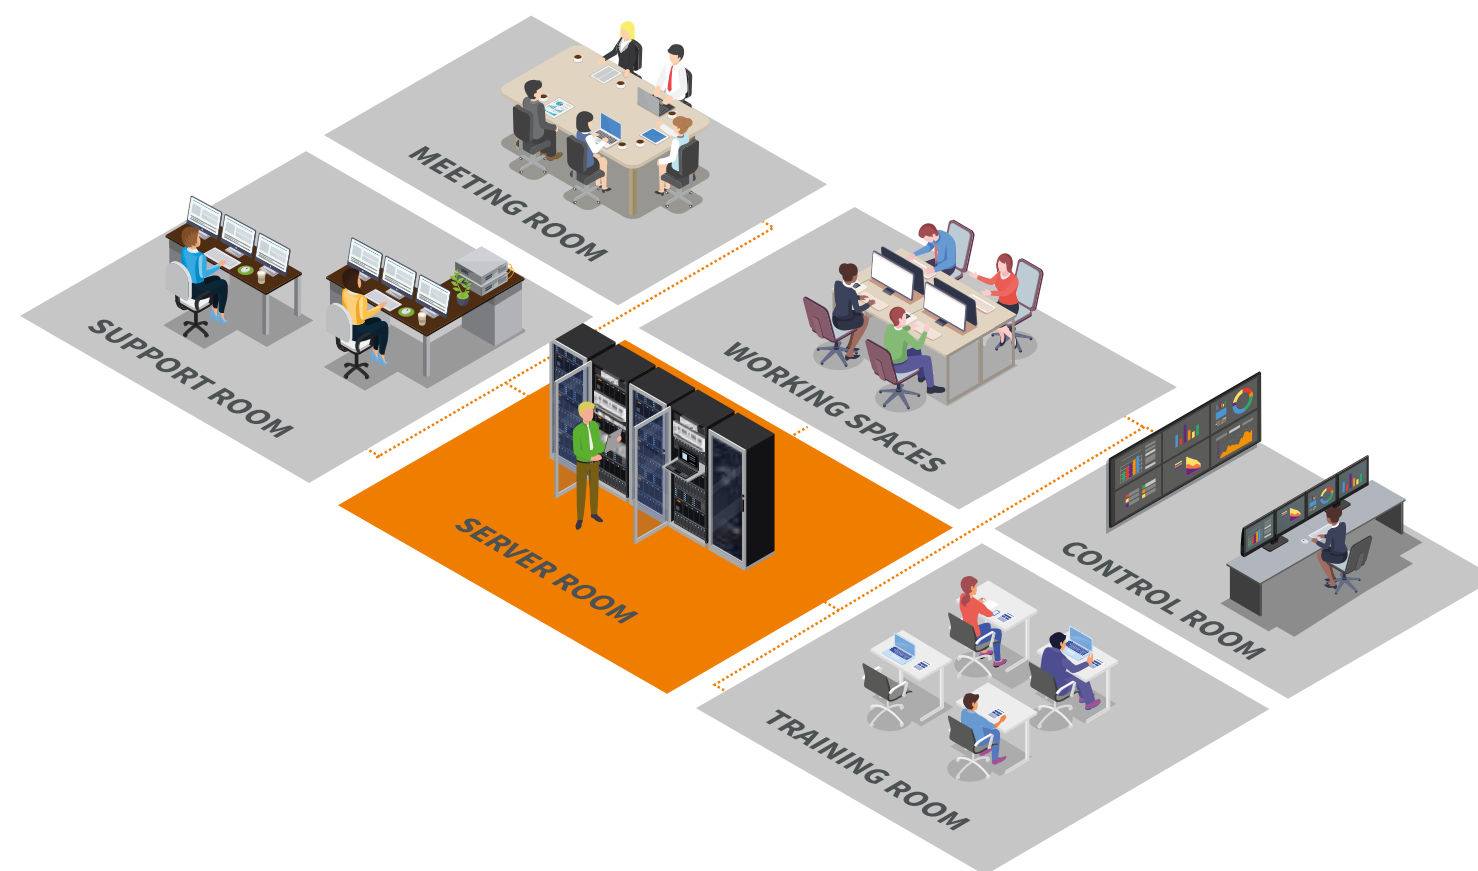 MEETING ROOM
SUPPORT ROOM
WORKING SPACES
SERVER ROOM
CONTROL ROOM
TRAINING ROOM